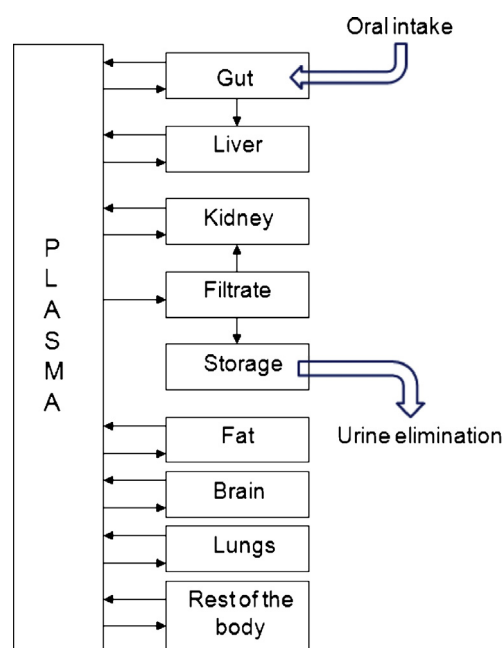 Oral intake
Gut
Liver
Kidney
Filtrate
Storage
Urine elimination
Fat
Brain
Lungs
Rest of the
body
P
L
A
S
M
A